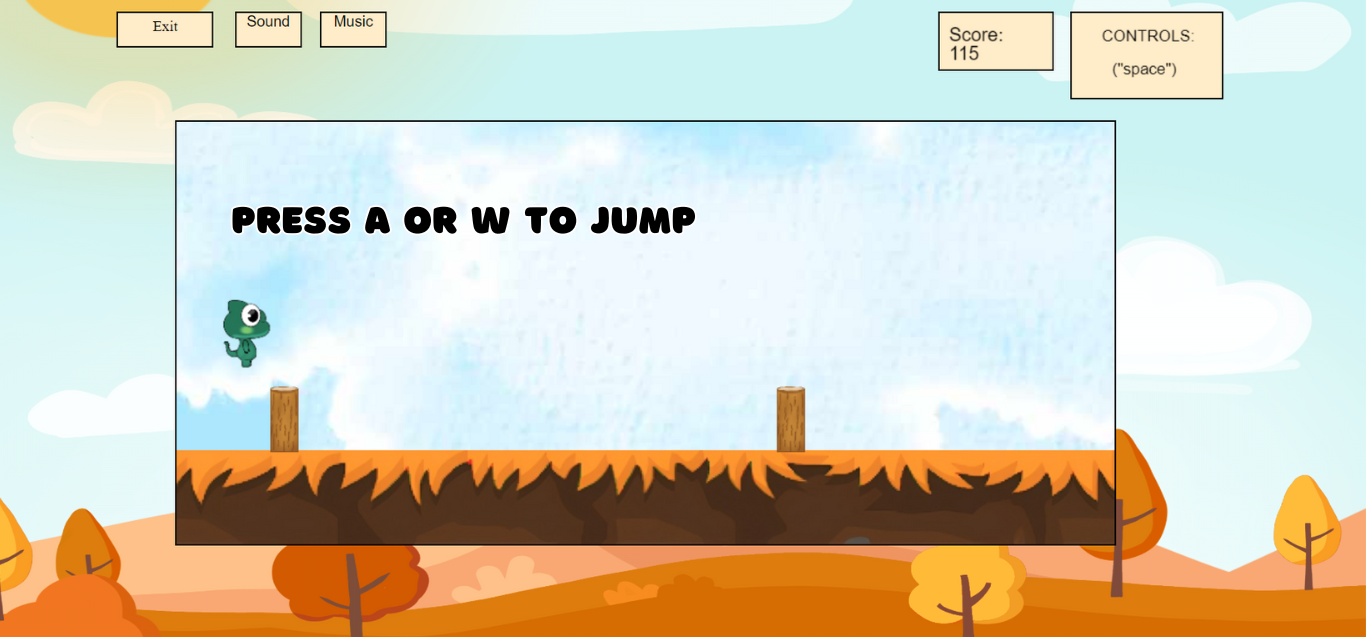 Exit
Sound
Music
Score:
115
CONTROLS:
("space")
PRESS A OR W TO JUMP